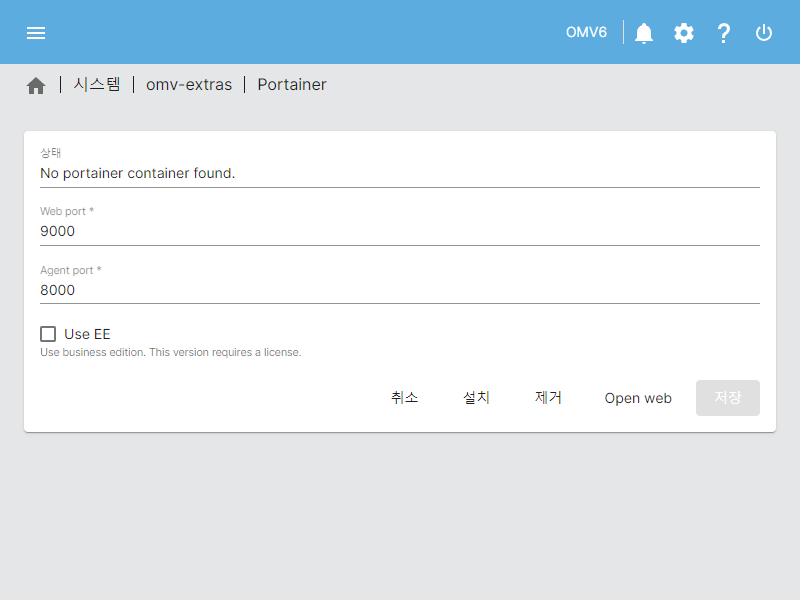 OMV6
시스템 | omv-extras | Portainer
상태
No portainer container found.
Web port *
9000
Agent port *
8000
Use EE
Use business edition. This version requires a license.
취소 설치 제거 Open web 저장